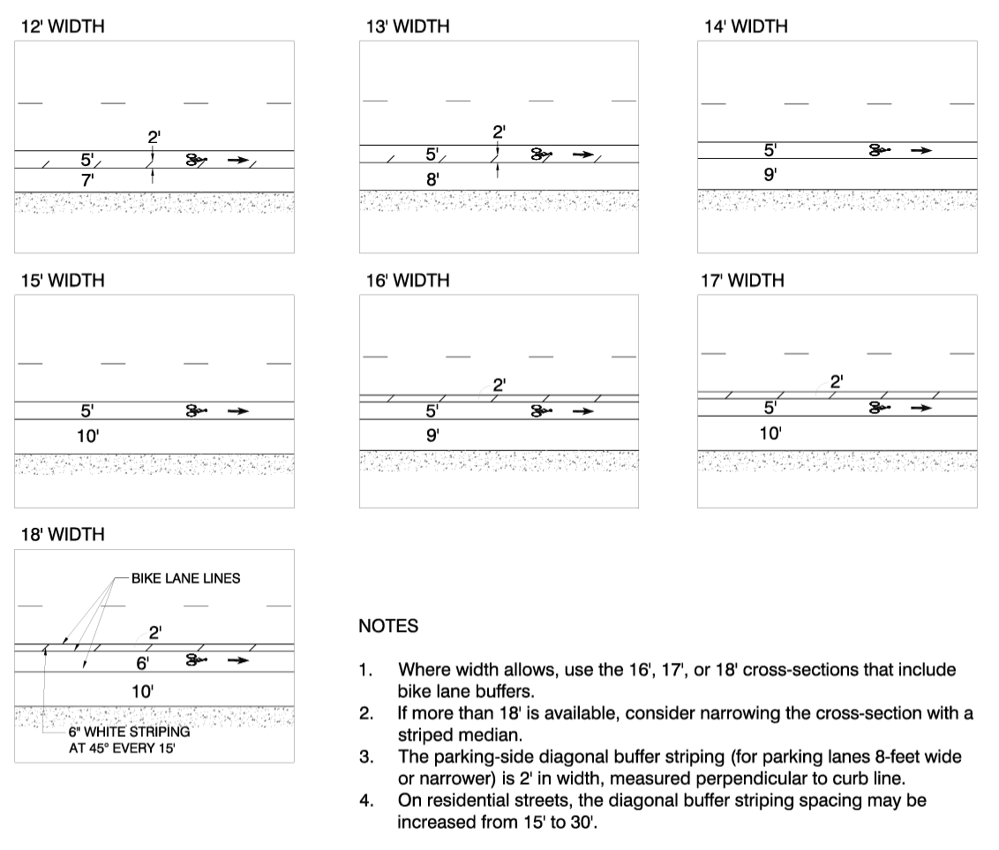 12' WIDTH
13' WIDTH
14' WIDTH
2'
5'
7'
2'
5'
8'
5'
9'
15' WIDTH
16' WIDTH
17' WIDTH
5'
10'
2'
5'
9'
2'
5'
10'
18' WIDTH
BIKE LANE LINES
2'
6'
10'
6" WHITE STRIPING
AT 45° EVERY 15'
NOTES
1. Where width allows, use the 16', 17', or 18' cross-sections that include
bike lane buffers.
2. If more than 18' is available, consider narrowing the cross-section with a
striped median.
3. The parking-side diagonal buffer striping (for parking lanes 8-feet wide
or narrower) is 2' in width, measured perpendicular to curb line.
4. On residential streets, the diagonal buffer striping spacing may be
increased from 15' to 30'.